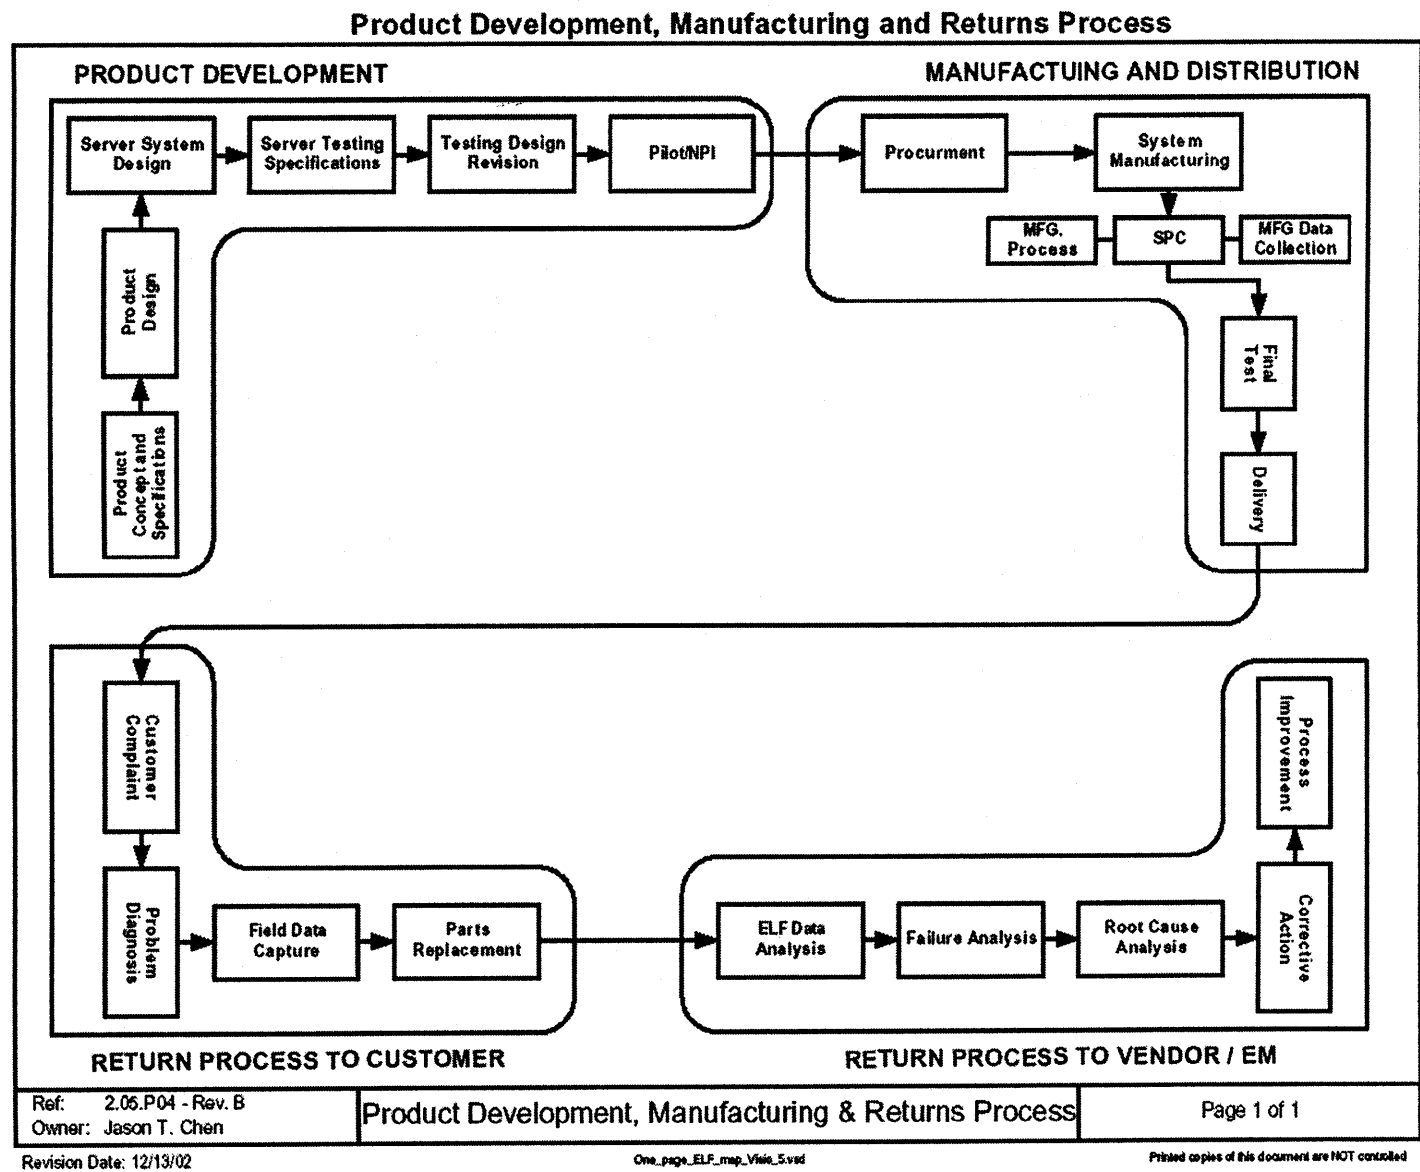 Product Development, Manufacturing and Returns Process
PRODUCT DEVELOPMENT
MANUFACTUING AND DISTRIBUTION
Server System
Design
Server Testing
Specifications
Testing Design
Revision
Pilot/NPI
Procurment
System
Manufacturing
MFG.
Process
SPC
MFG Data
Collection
Product
Design
Product
Concept and
Specifications
Final
Test
Delivery
Customer
Complaint
Problem
Diagnosis
Field Data
Capture
Parts
Replacement
ELF Data
Analysis
Failure Analysis
Root Cause
Analysis
Corrective
Action
Process
Improvement
RETURN PROCESS TO CUSTOMER
RETURN PROCESS TO VENDOR / EM
Ref: 2.05.P04 - Rev. B
Owner: Jason T. Chen
Product Development, Manufacturing & Returns Process
Page 1 of 1
Revision Date: 12/13/02
One_page_ELF_map_Visio_5.vsd
Printed copies of this document are NOT controlled